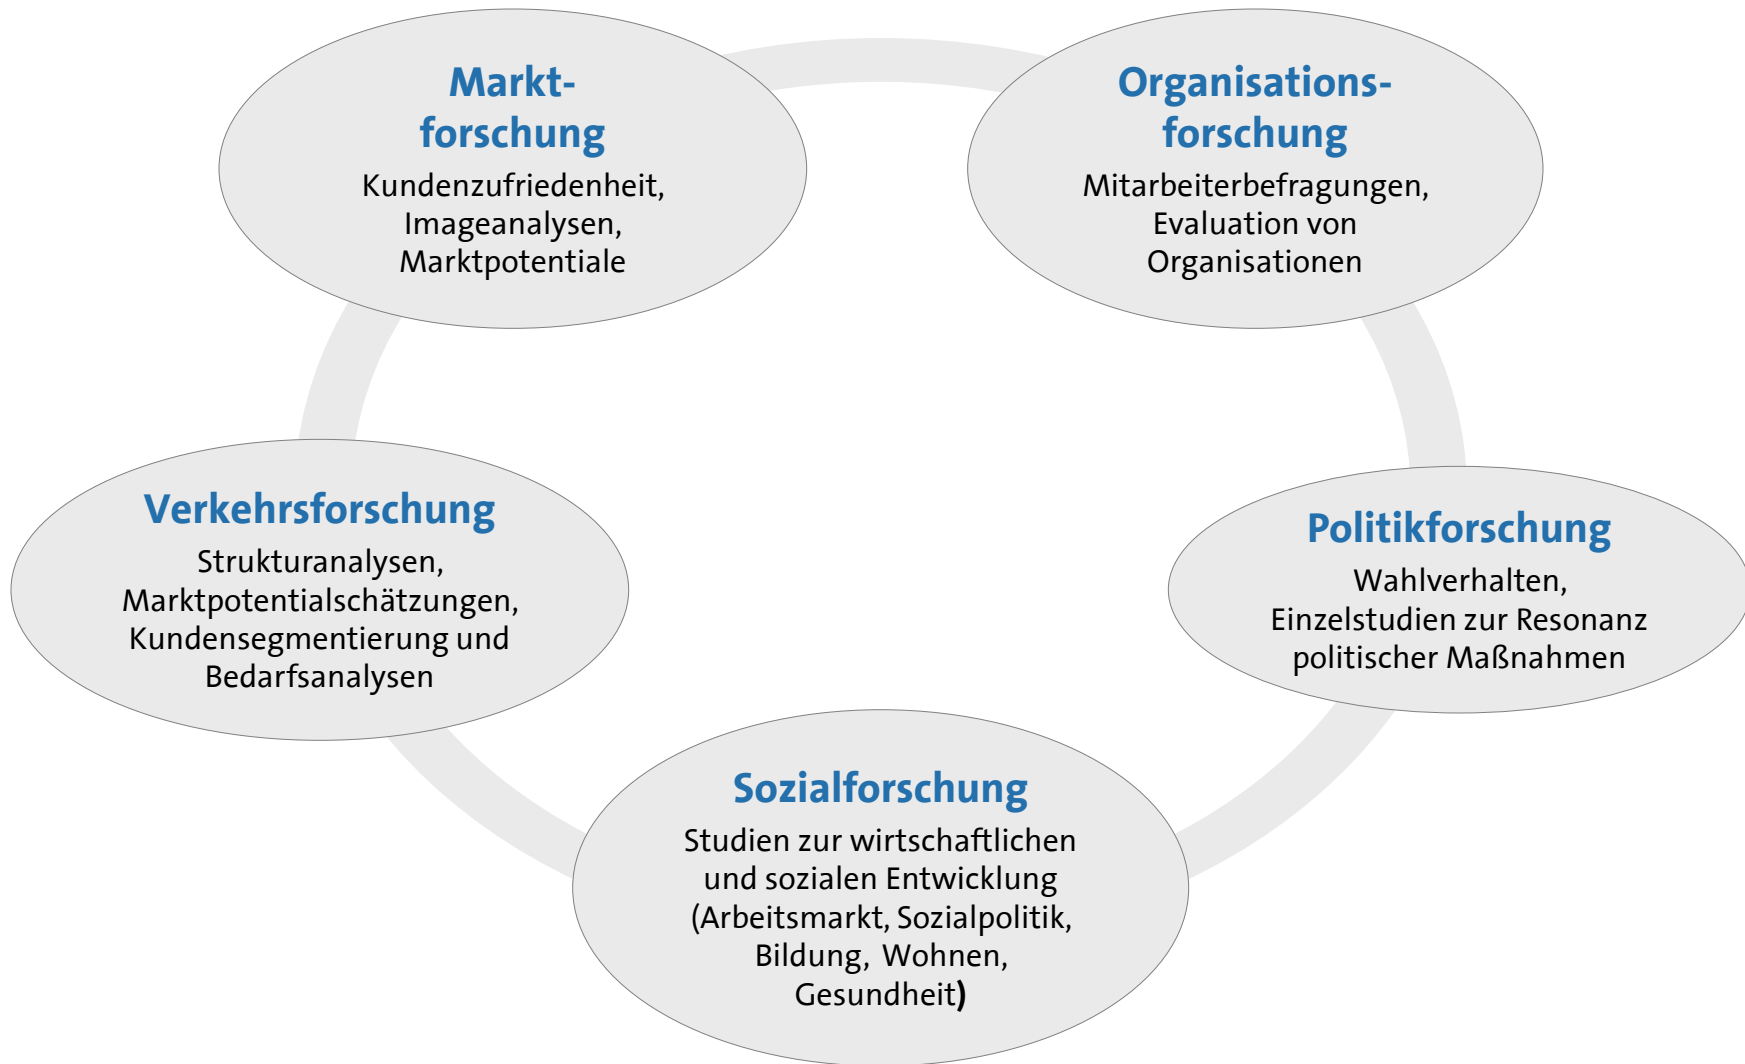 Markt-
forschung
Kundenzufriedenheit,
Imageanalysen,
Marktpotentiale
Organisations-
forschung
Mitarbeiterbefragungen,
Evaluation von
Organisationen
Verkehrsforschung
Strukturanalysen,
Marktpotentialschätzungen,
Kundensegmentierung und
Bedarfsanalysen
Politikforschung
Wahlverhalten,
Einzelstudien zur Resonanz
politischer Maßnahmen
Sozialforschung
Studien zur wirtschaftlichen
und sozialen Entwicklung
(Arbeitsmarkt, Sozialpolitik,
Bildung, Wohnen,
Gesundheit)